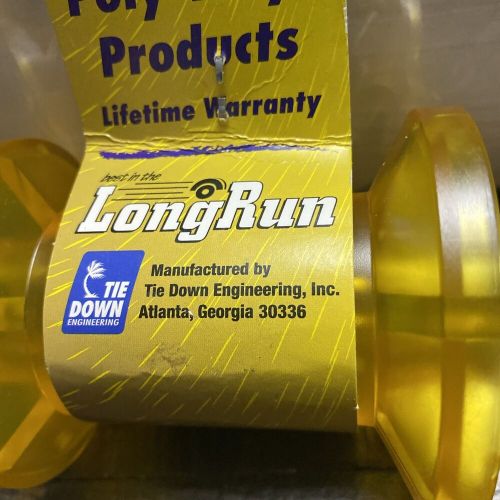 Products
Lifetime Warranty
best in the
LongRun
TIE
DOWN
ENGINEERING
Manufactured by
Tie Down Engineering, Inc.
Atlanta, Georgia 30336